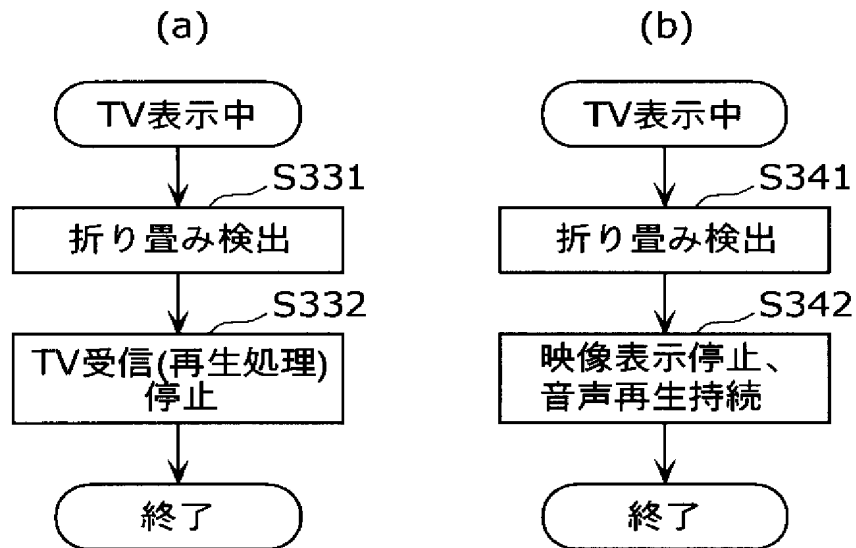 (a)
TV表示中
S331
折り畳み検出
S332
TV受信(再生処理)
停止
終了
(b)
TV表示中
S341
折り畳み検出
S342
映像表示停止、
音声再生持続
終了